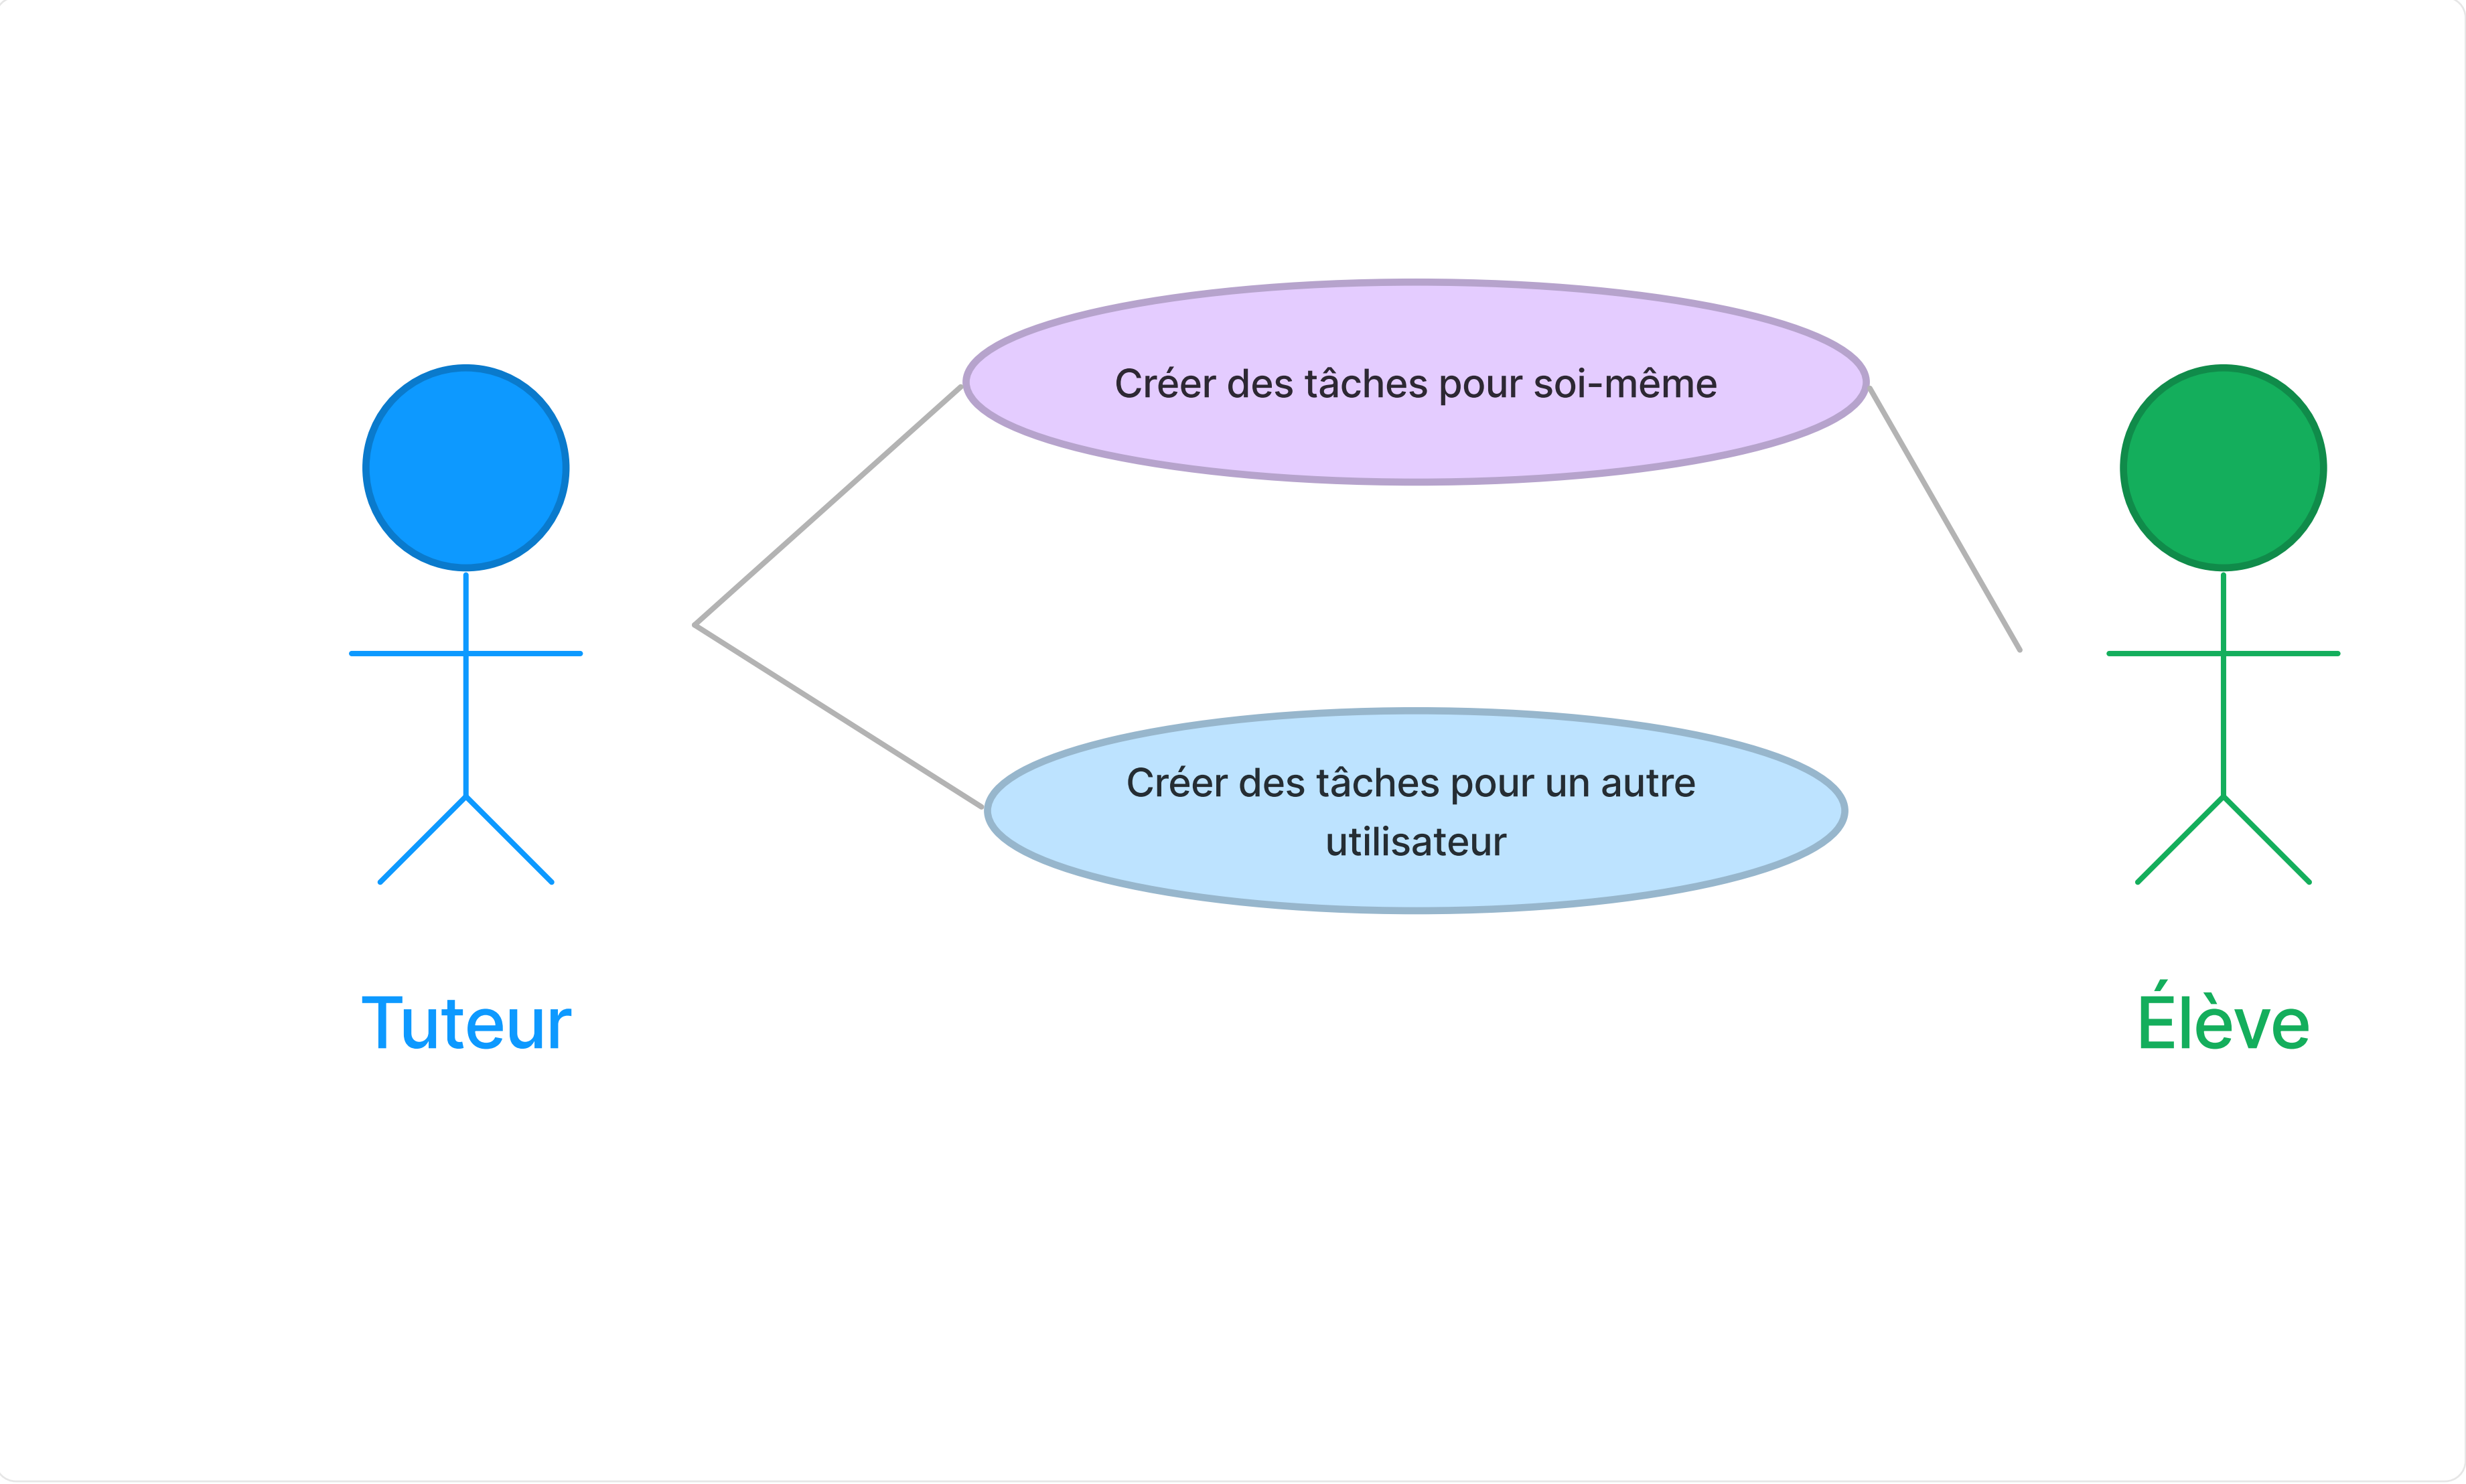 Créer des tâches pour soi-même
Créer des tâches pour un autre
utilisateur
Tuteur
Élève